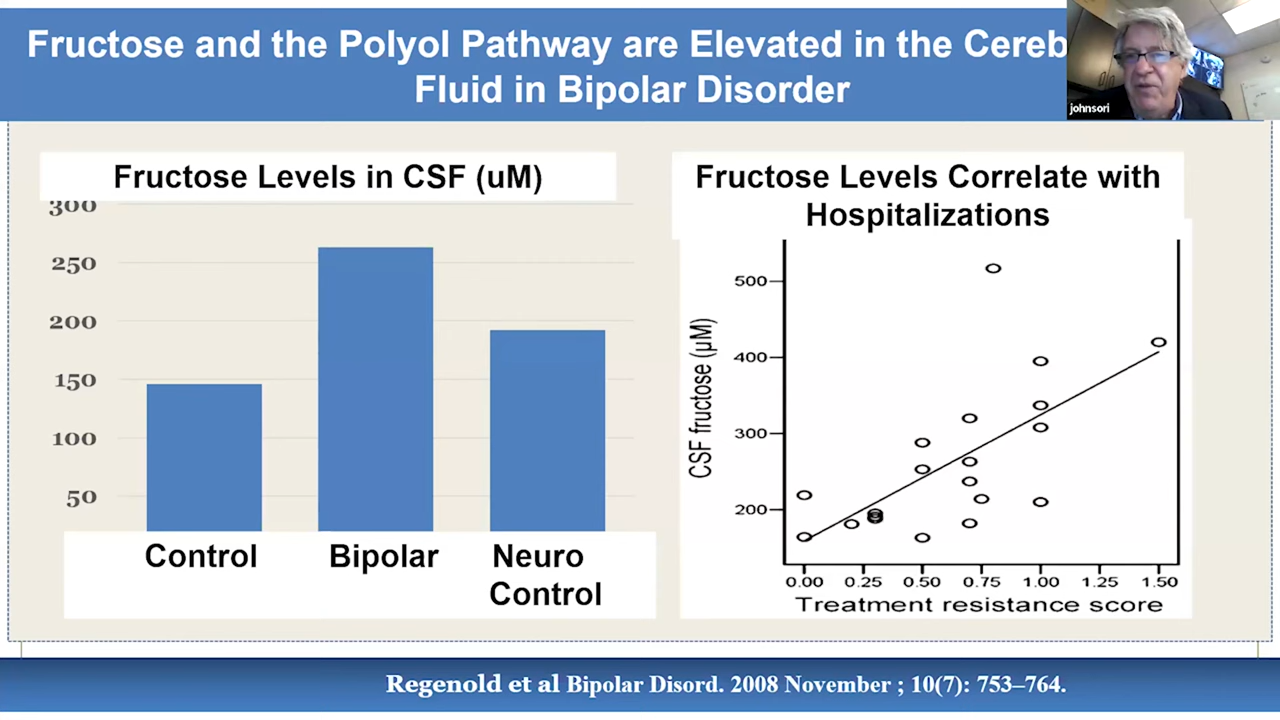 Fructose and the Polyol Pathway are Elevated in the Cereb
Fluid in Bipolar Disorder
johnsori
Fructose Levels in CSF (uM)
300
250
200
150
100
50
Control
Bipolar
Neuro
Control
Fructose Levels Correlate with
Hospitalizations
CSF fructose (µM)
500
400
300
200
0.00 0.25 0.50 0.75 1.00 1.25 1.50
Treatment resistance score
Regenold et al Bipolar Disord. 2008 November ; 10(7): 753–764.